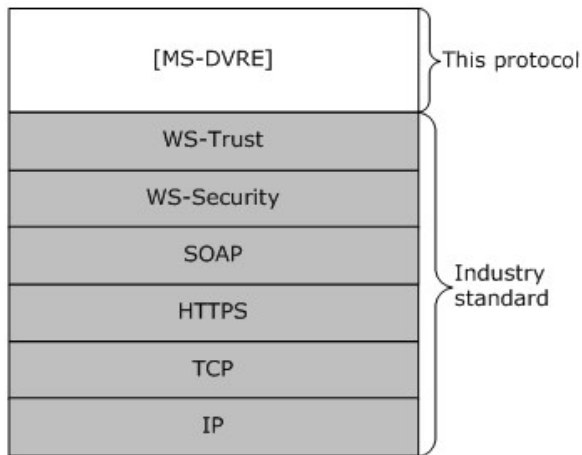 [MS-DVRE]
This protocol
WS-Trust
WS-Security
SOAP
Industry
standard
HTTPS
TCP
IP